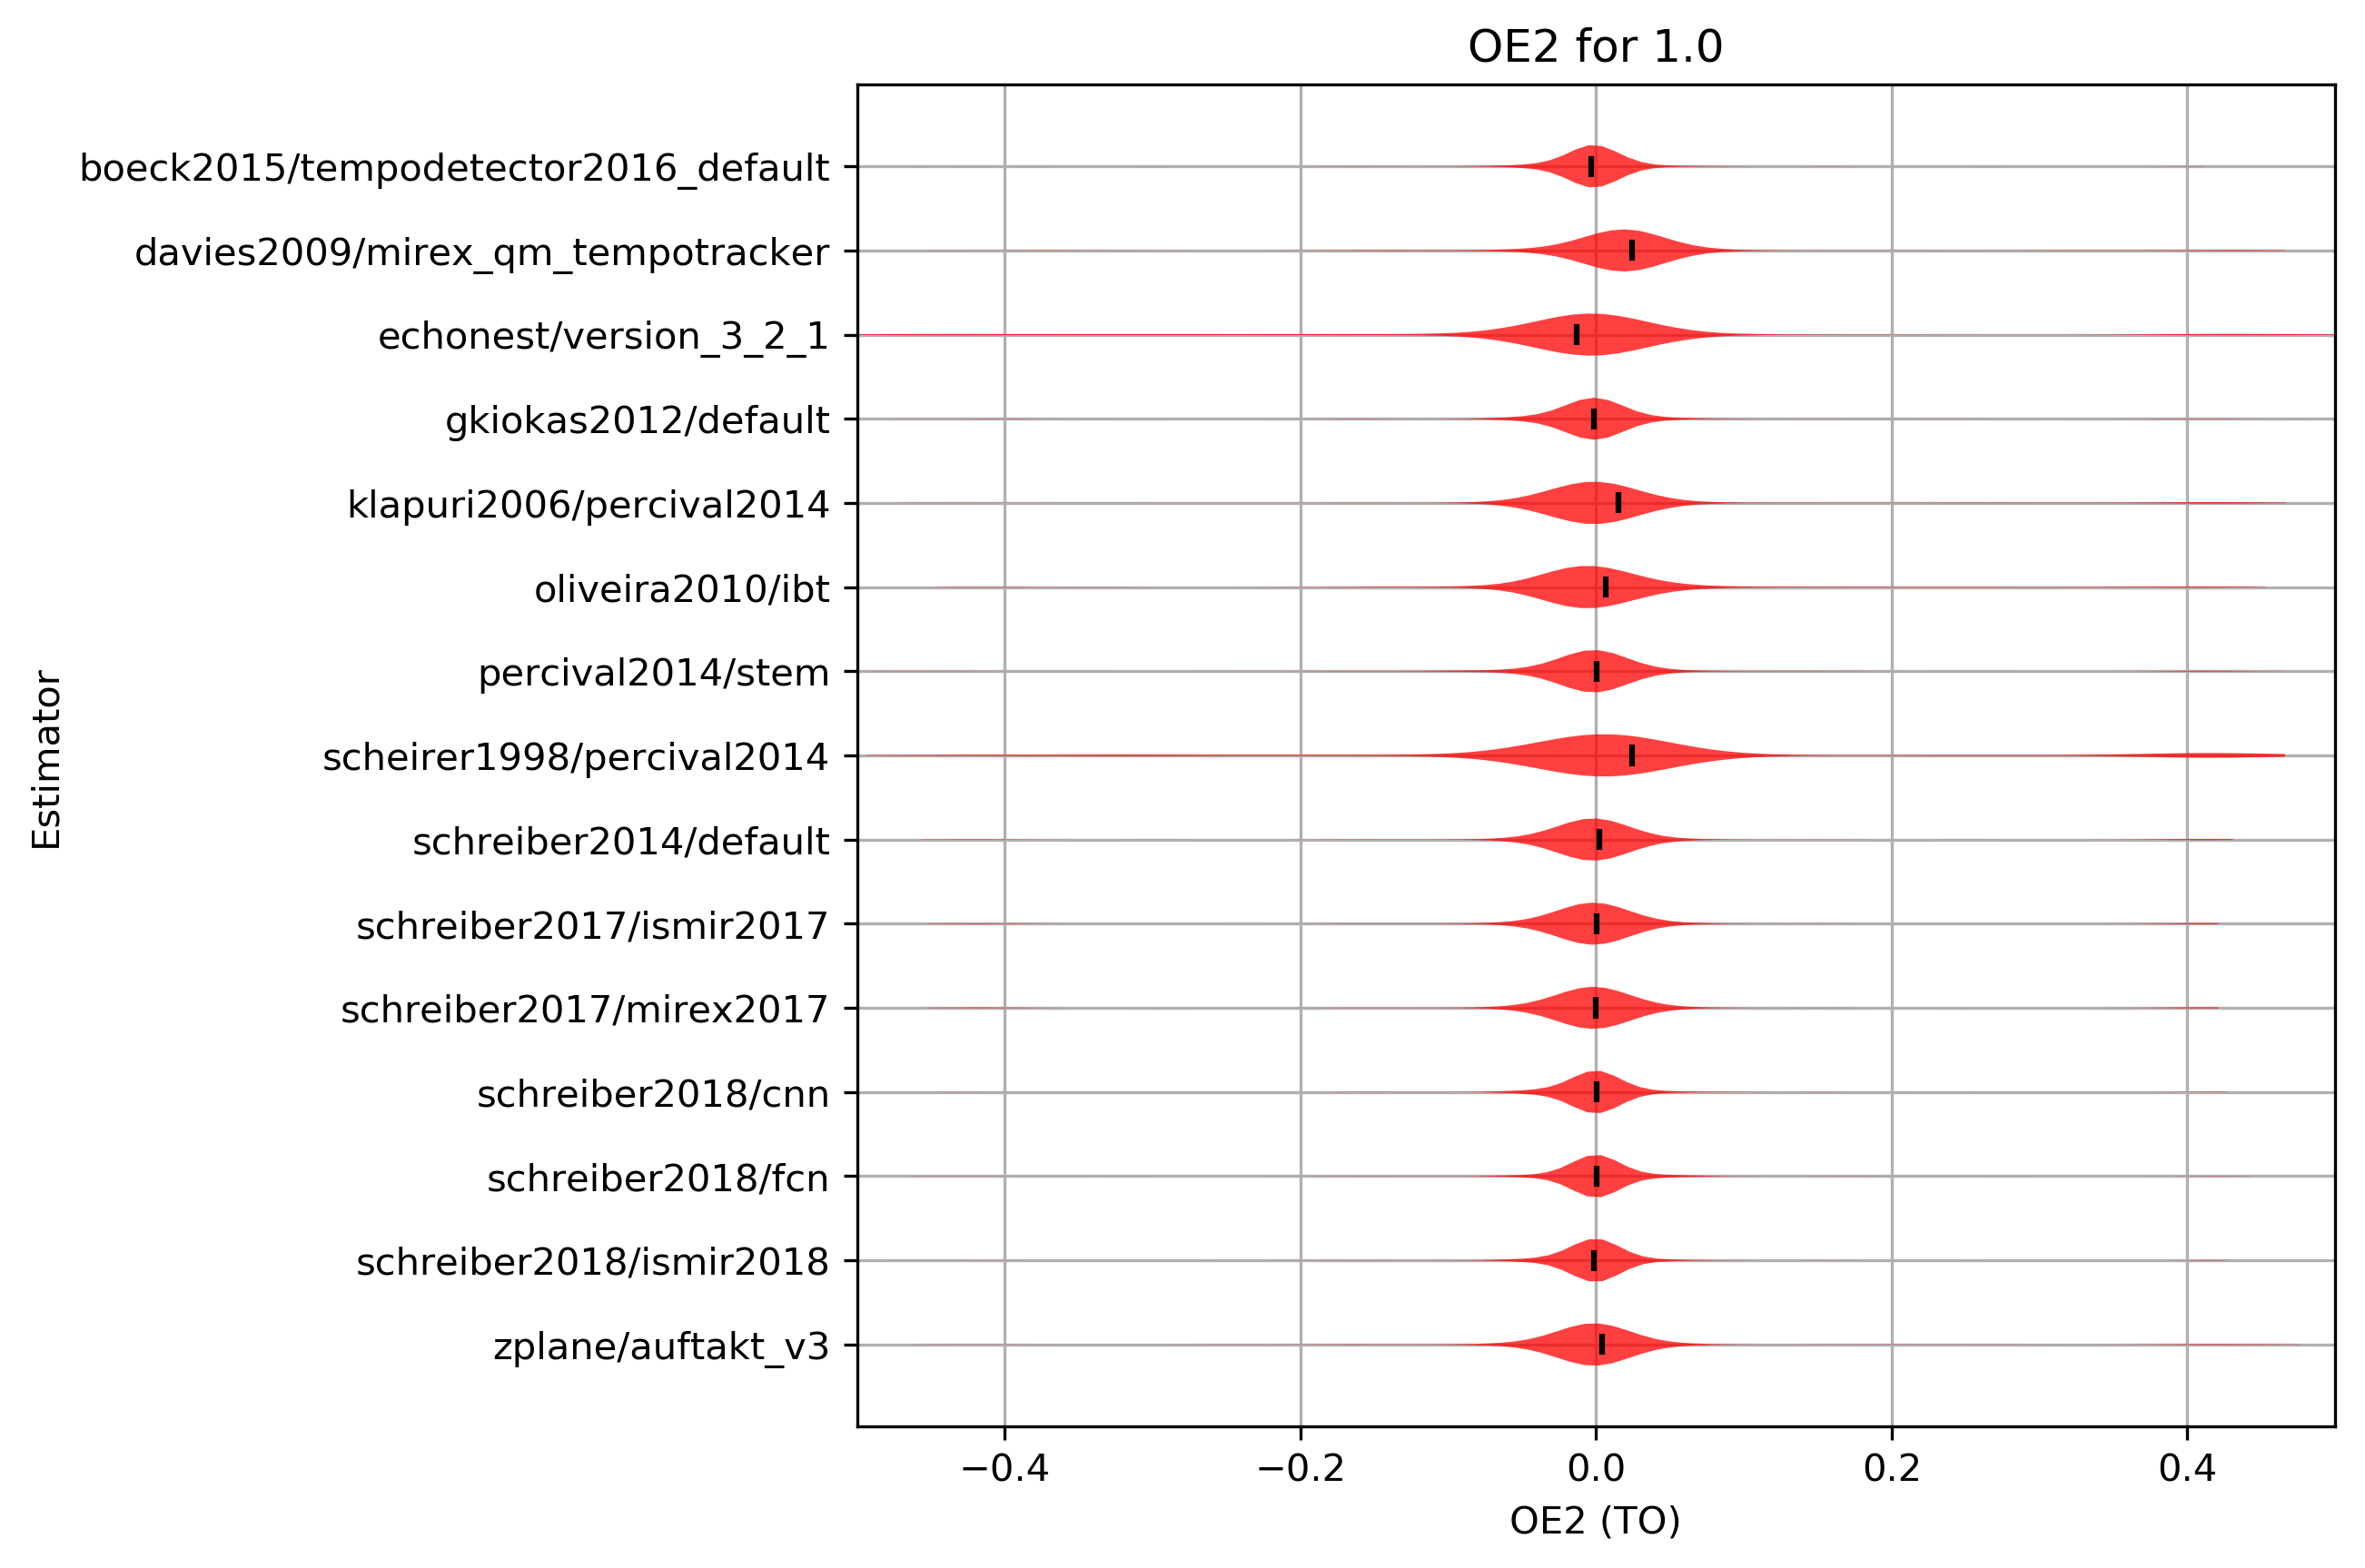 OE2 for 1.0
boeck2015/tempodetector2016_default
davies2009/mirex_qm_tempotracker
echonest/version_3_2_1
gkiokas2012/default
klapuri2006/percival2014
oliveira2010/ibt
percival2014/stem
scheirer1998/percival2014
schreiber2014/default
schreiber2017/ismir2017
schreiber2017/mirex2017
schreiber2018/cnn
schreiber2018/fcn
schreiber2018/ismir2018
zplane/auftakt_v3
Estimator
−0.4 −0.2 0.0 0.2 0.4
OE2 (TO)